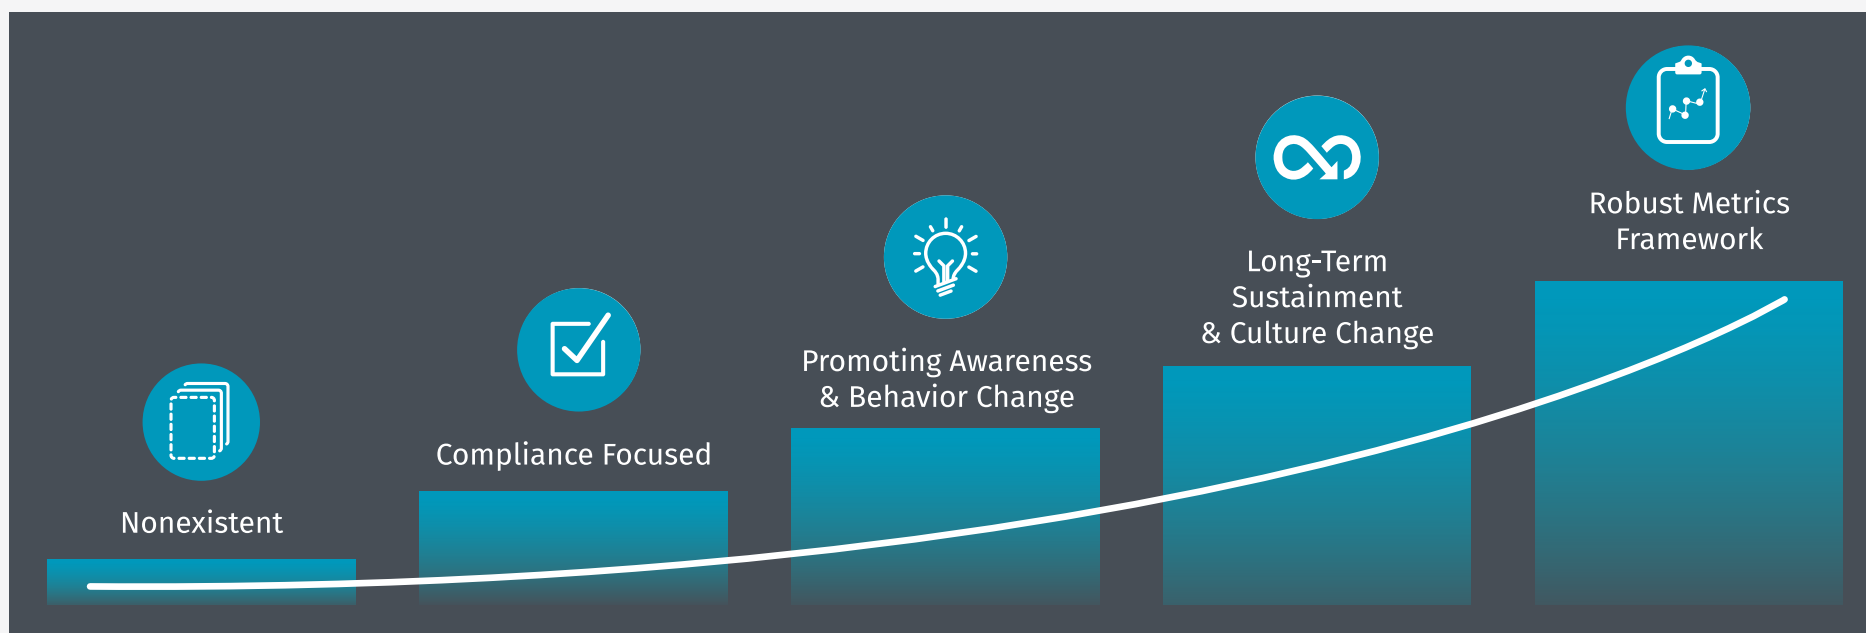 Nonexistent
Compliance Focused
Promoting Awareness
& Behavior Change
Long-Term
Sustainment
& Culture Change
Robust Metrics
Framework